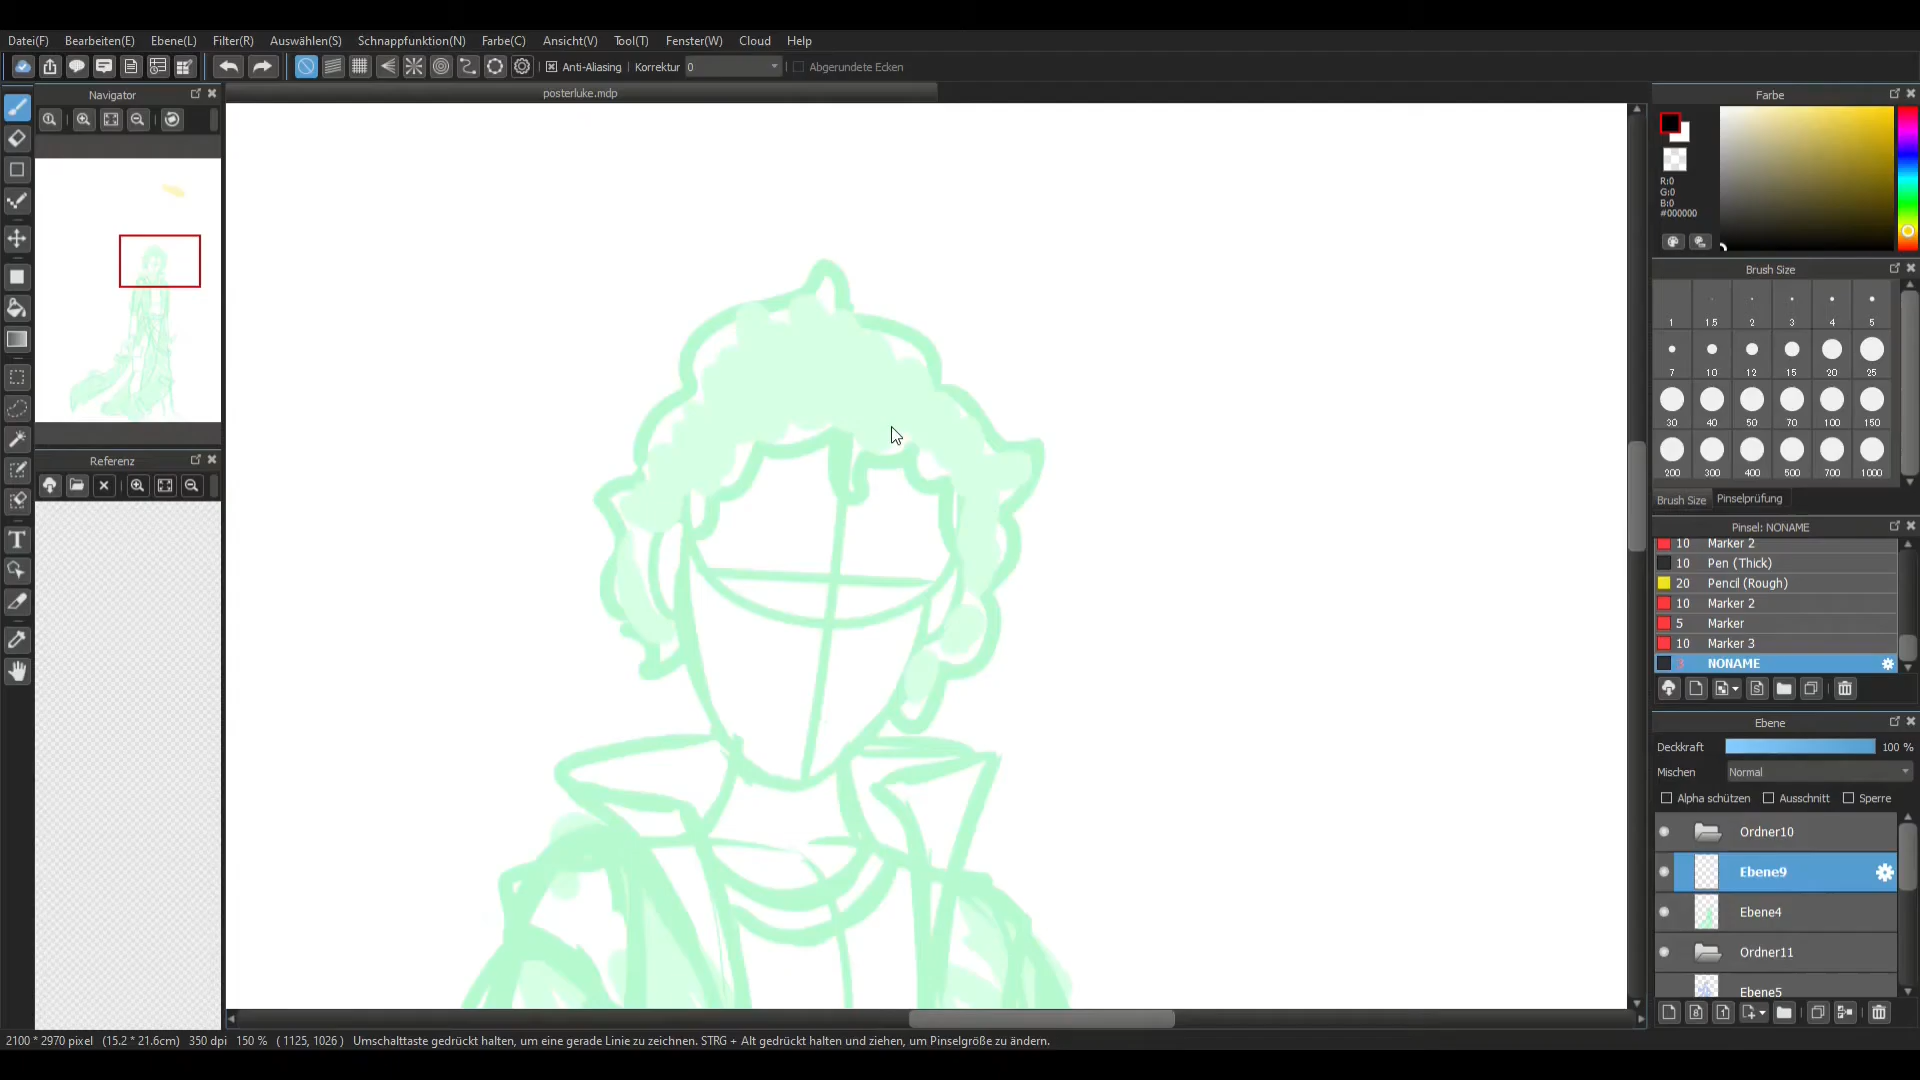 Datei(F) Bearbeiten(E) Ebene(L) Filter(R) Auswählen(S) Schnappfunktion(N) Farbe(C) Ansicht(V) Tool(T) Fenster(W) Cloud Help
Anti-Aliasing Korrektur 0 Abgerundete Ecken
Navigator
posterluke.mdp
Referenz
Farbe
R:0
G:0
B:0
#000000
Brush Size
1 1.5 2 3 4 5
7 10 12 15 20 25
30 40 50 70 100 150
200 300 400 500 700 1000
Brush Size Pinselprüfung
Pinsel: NONAME
10 Marker 2
10 Pen (Thick)
20 Pencil (Rough)
10 Marker 2
5 Marker
10 Marker 3
3 NONAME
Ebene
Deckkraft 100 %
Mischen Normal
Alpha schützen Ausschnitt Sperre
Ordner10
Ebene9
Ebene4
Ordner11
Ebene5
2100 * 2970 pixel (15.2 * 21.6cm) 350 dpi 150 % ( 1125, 1026 ) Umschalttaste gedrückt halten, um eine gerade Linie zu zeichnen. STRG + Alt gedrückt halten und ziehen, um Pinselgröße zu ändern.